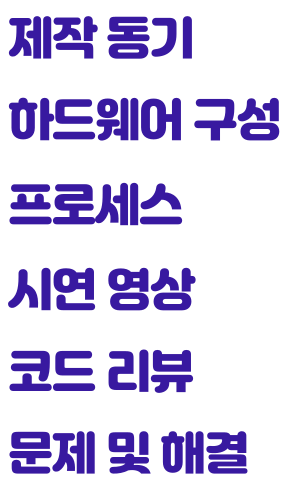 제작 동기
하드웨어 구성
프로세스
시연 영상
코드 리뷰
문제 및 해결